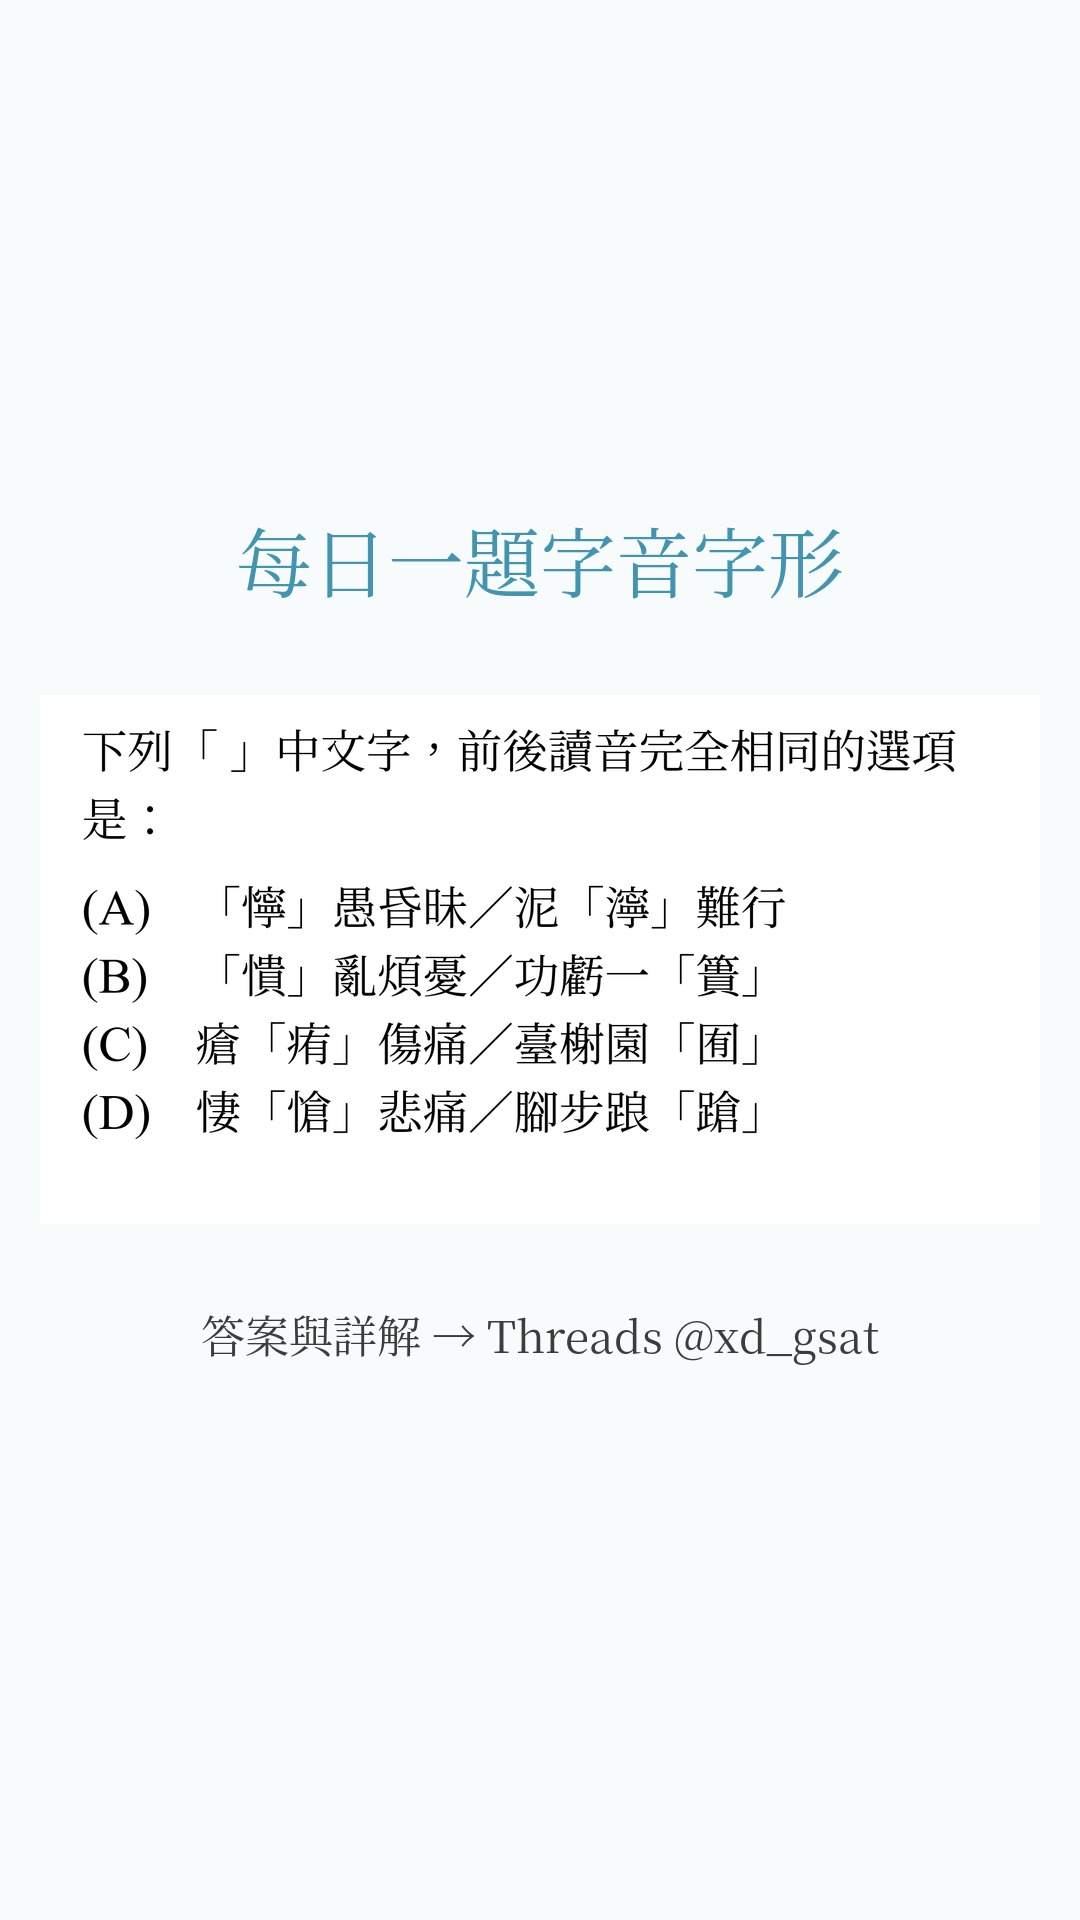 每日一題字音字形
下列「 」中文字，前後讀音完全相同的選項
是：
(A) 「懧」愚昏昧／泥「濘」難行
(B) 「憒」亂煩憂／功虧一「簣」
(C) 瘡「痏」傷痛／臺榭園「囿」
(D) 悽「愴」悲痛／腳步踉「蹌」
答案與詳解 → Threads @xd_gsat